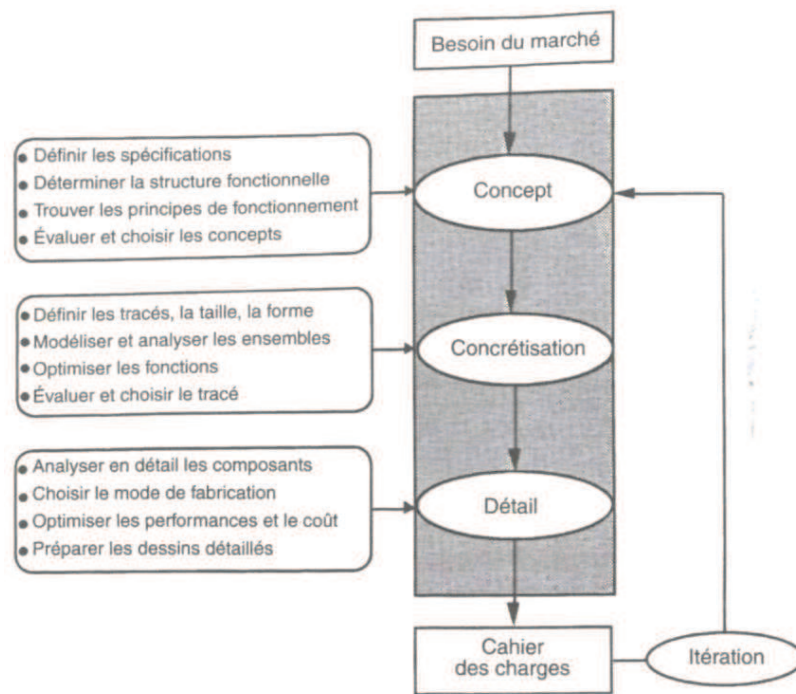 Besoin du marché
● Définir les spécifications
● Déterminer la structure fonctionnelle
● Trouver les principes de fonctionnement
● Évaluer et choisir les concepts
Concept
● Définir les tracés, la taille, la forme
● Modéliser et analyser les ensembles
● Optimiser les fonctions
● Évaluer et choisir le tracé
Concrétisation
● Analyser en détail les composants
● Choisir le mode de fabrication
● Optimiser les performances et le coût
● Préparer les dessins détaillés
Détail
Cahier
des charges
Itération